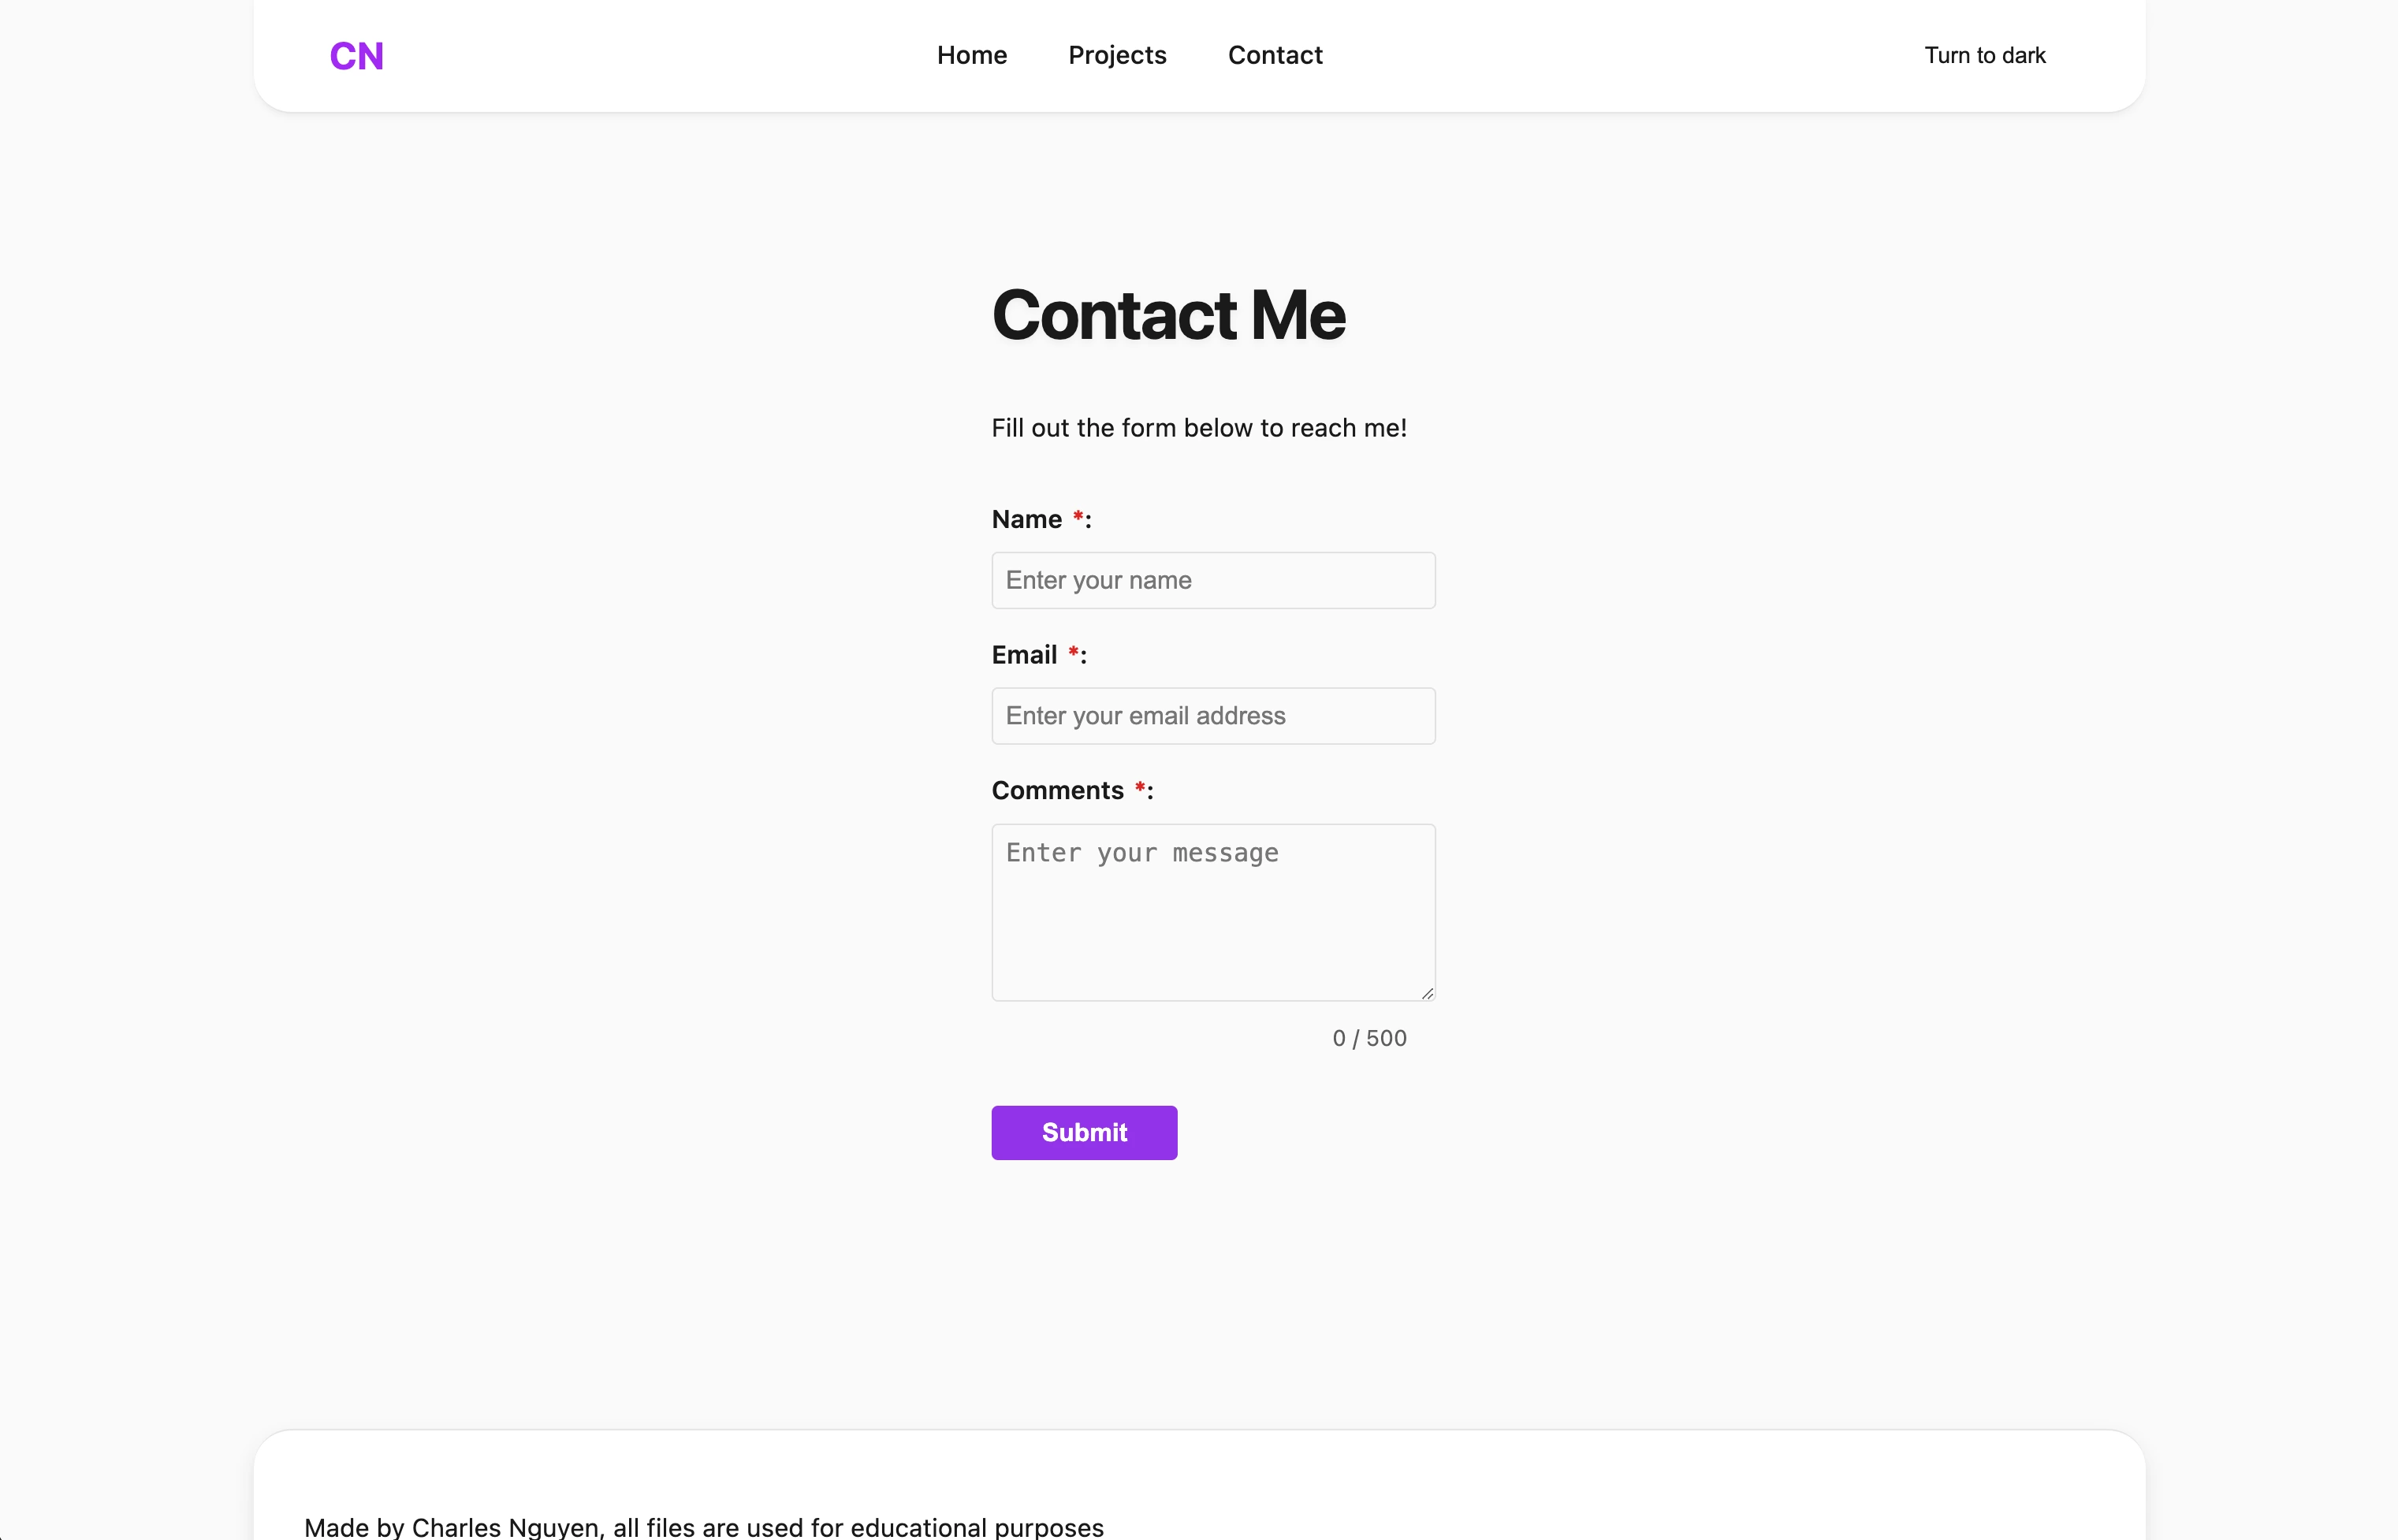 CN
Home Projects Contact
Turn to dark
Contact Me
Fill out the form below to reach me!
Name *:
Enter your name
Email *:
Enter your email address
Comments *:
Enter your message
0 / 500
Submit
Made by Charles Nguyen, all files are used for educational purposes